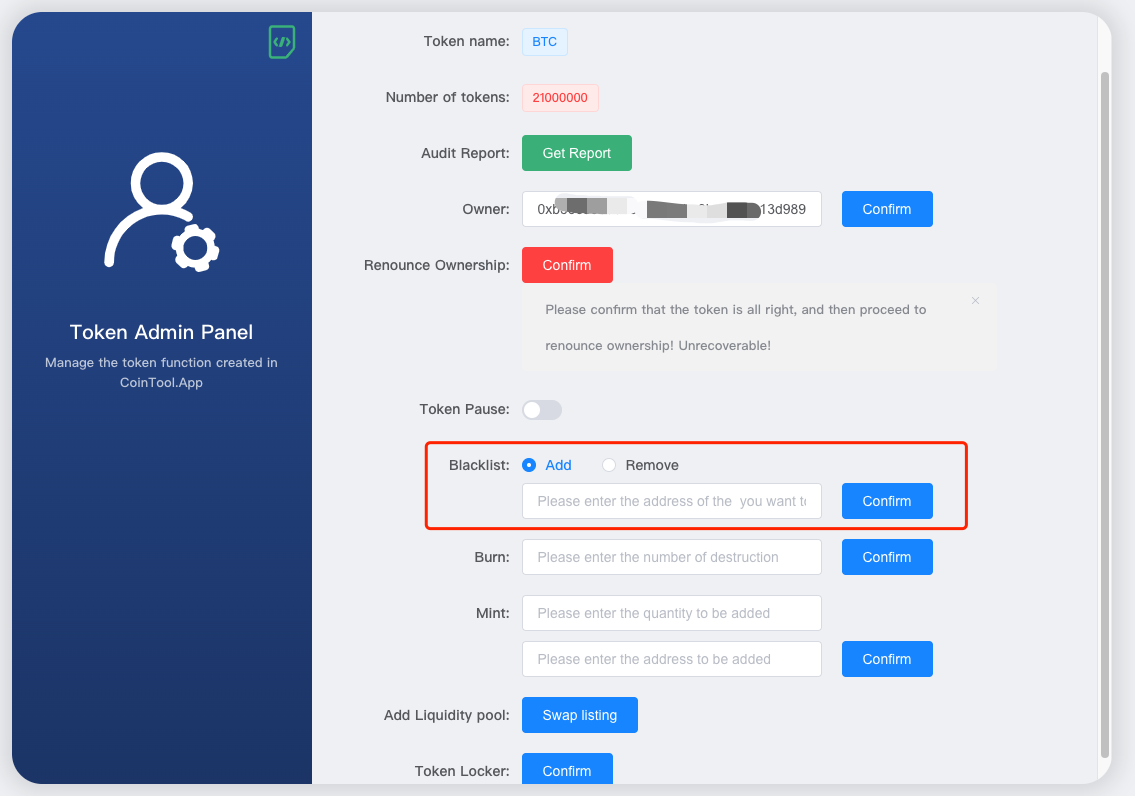 Token Admin Panel
Manage the token function created in
CoinTool.App
Token name: BTC
Number of tokens: 21000000
Audit Report: Get Report
Owner: 13d989 Confirm
Renounce Ownership: Confirm
Please confirm that the token is all right, and then proceed to
renounce ownership! Unrecoverable!
Token Pause:
Blacklist: Add Remove
Please enter the address of the you want Confirm
Burn: Please enter the number of destruction Confirm
Mint: Please enter the quantity to be added
Please enter the address to be added Confirm
Add Liquidity pool: Swap listing
Token Locker: Confirm